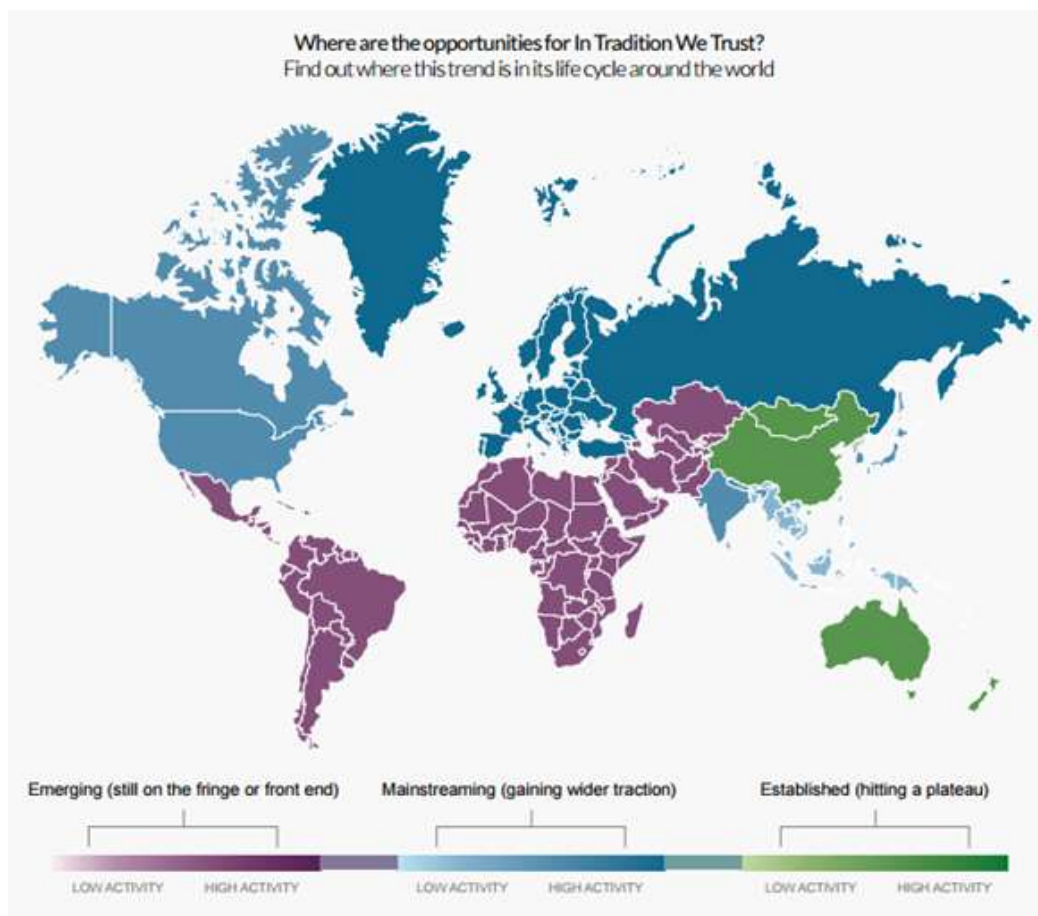 Where are the opportunities for In Tradition We Trust?
Find out where this trend is in its life cycle around the world
Emerging (still on the fringe or front end) Mainstreaming (gaining wider traction) Established (hitting a plateau)
LOW ACTIVITY HIGH ACTIVITY LOW ACTIVITY HIGH ACTIVITY LOW ACTIVITY HIGH ACTIVITY